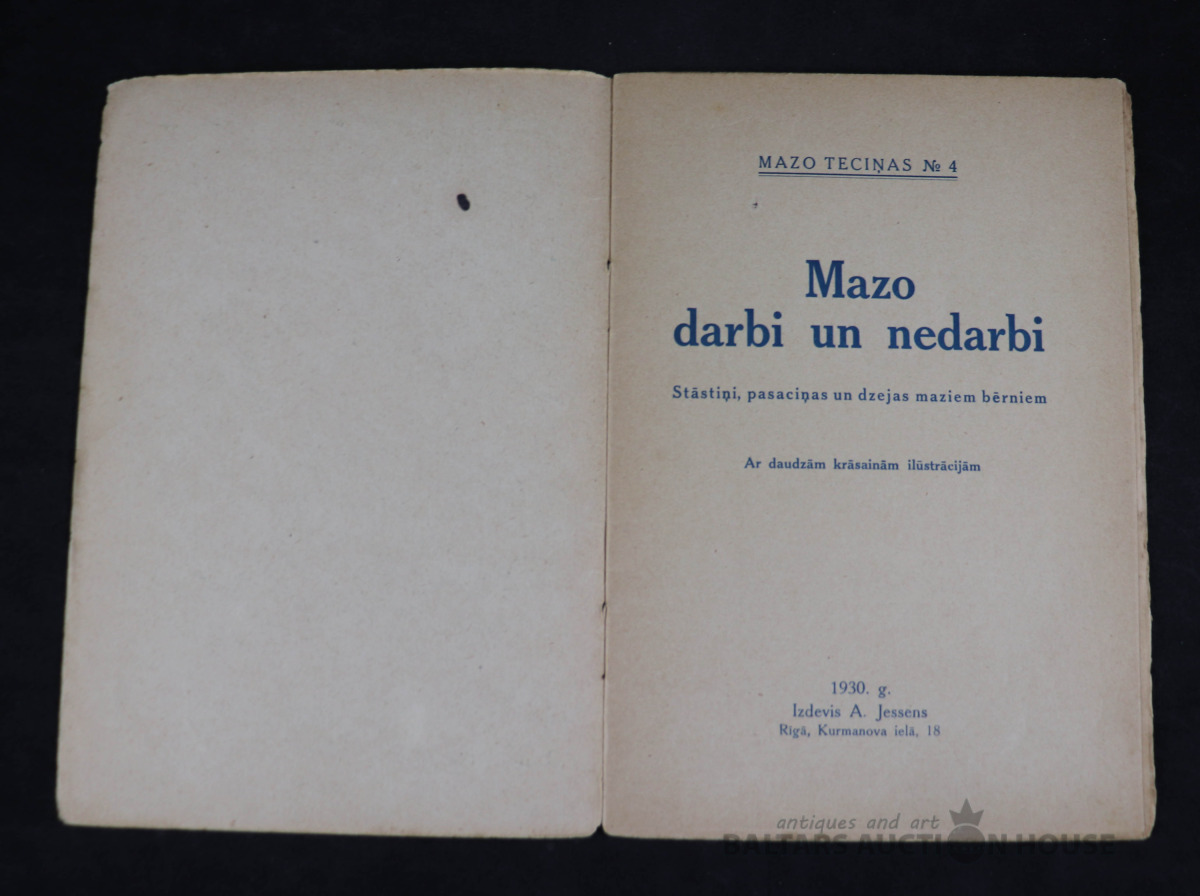 MAZO TECIŅAS № 4
Mazo
darbi un nedarbi
Stāstiņi, pasaciņas un dzejas maziem bērniem
Ar daudzām krāsainām ilūstrācijām
1930. g.
Izdevis A. Jessens
Rīgā, Kurmanova ielā, 18
antiques and art
BALTARS AUCTION HOUSE